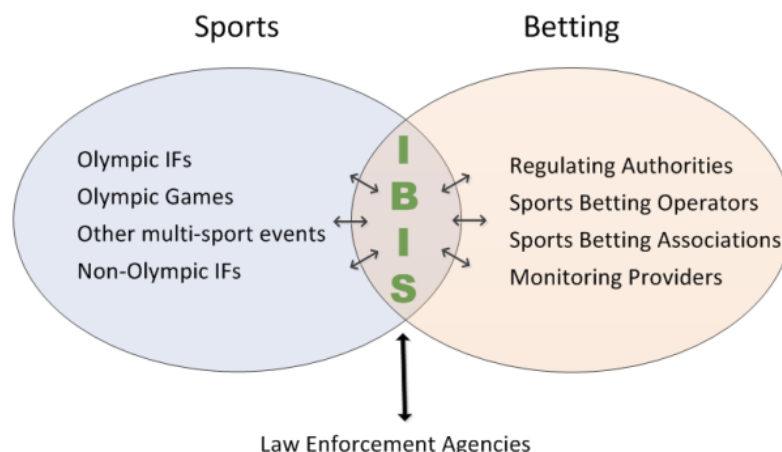 Sports
Betting
Olympic IFs
Olympic Games
Other multi-sport events
Non-Olympic IFs
I
B
I
S
Regulating Authorities
Sports Betting Operators
Sports Betting Associations
Monitoring Providers
Law Enforcement Agencies